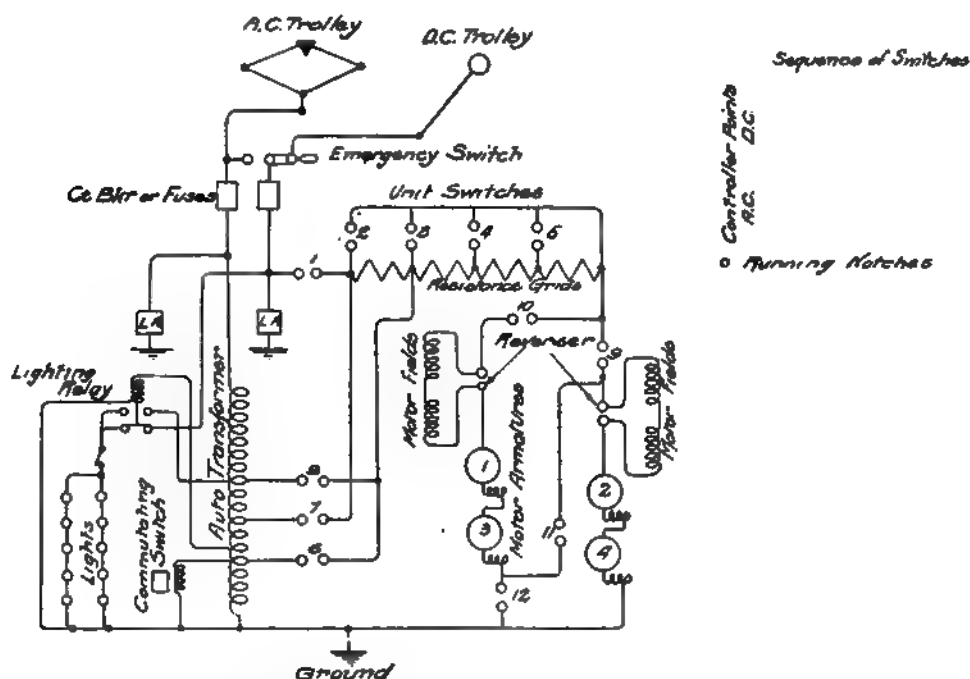 A.C. Trolley
D.C. Trolley
Sequence of Switches
Controller Points
A.C. D.C.
Running Notches
Emergency Switch
Ct Bkr or Fuses
Unit Switches
2
3
4
5
1
Resistance Grids
10
LA
LA
Reverser
9
Motor Fields
Motor Fields
Lighting
Relay
Auto Transformer
8
7
6
1
3
Motor Armatures
2
4
11
12
Lights
Commutating
Switch
Ground